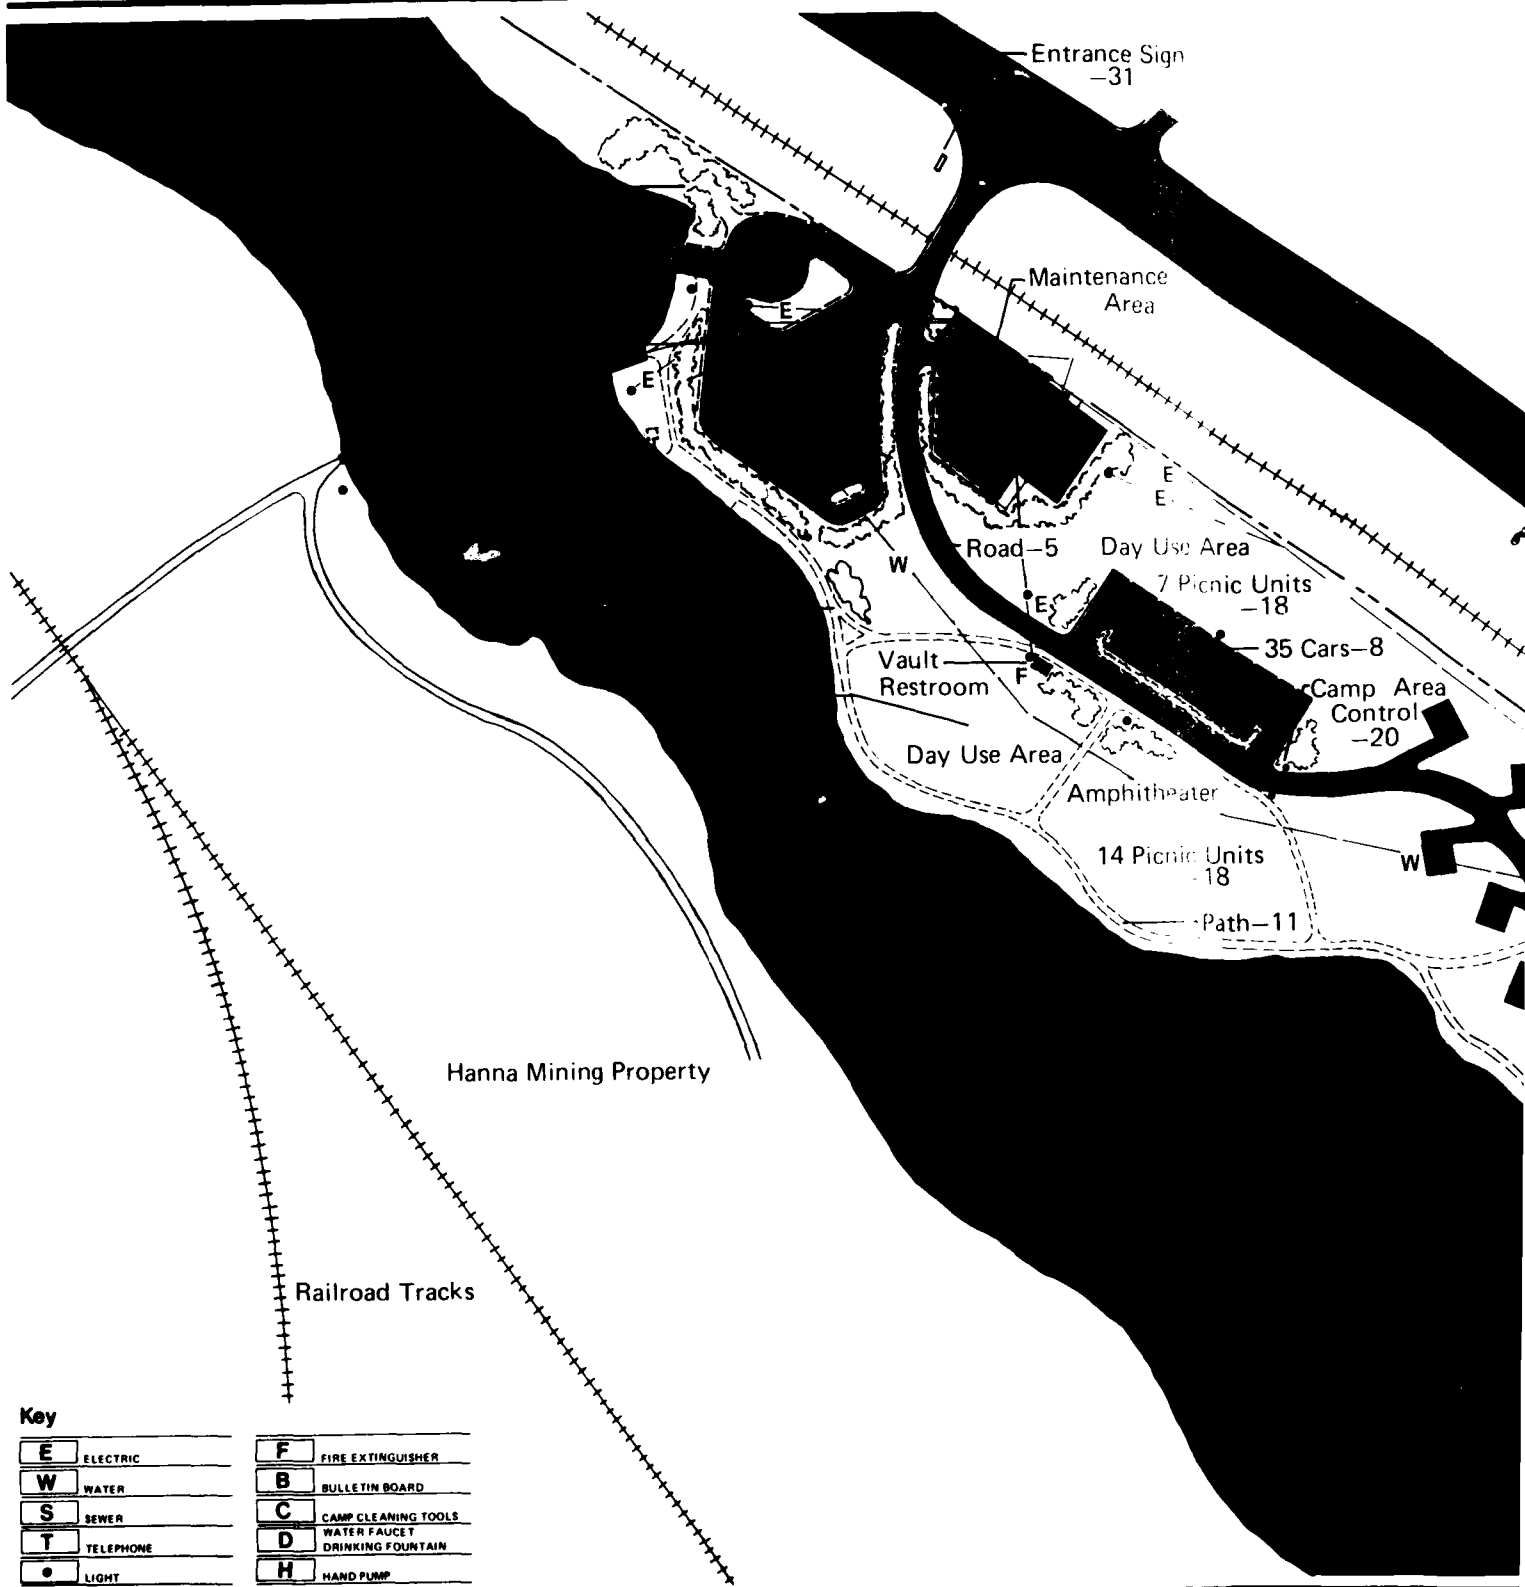 Entrance Sign
-31
Maintenance
Area
E
E
E
E
Road-5
Day Use Area
W
7 Picnic Units
-18
E
35 Cars-8
Vault
Restroom
F
Camp Area
Control
-20
Day Use Area
Amphitheater
14 Picnic Units
-18
W
Path-11
Hanna Mining Property
Railroad Tracks
Key
E ELECTRIC
W WATER
S SEWER
T TELEPHONE
• LIGHT
F FIRE EXTINGUISHER
B BULLETIN BOARD
C CAMP CLEANING TOOLS
D WATER FAUCET
DRINKING FOUNTAIN
H HAND PUMP